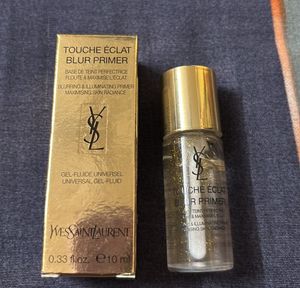 TOUCHE ÉCLAT
BLUR PRIMER
BASE DE TEINT PERFECTRICE
FLOUTE & MAXIMISE L'ÉCLAT
BLURRING & ILLUMINATING PRIMER
MAXIMISING SKIN RADIANCE
YSL
GEL-FLUIDE UNIVERSEL
UNIVERSAL GEL-FLUID
YVESSAINTLAURENT
0.33 fl.oz. ℮ 10 ml
YSL
TOUCHE ÉCLAT
BLUR PRIMER